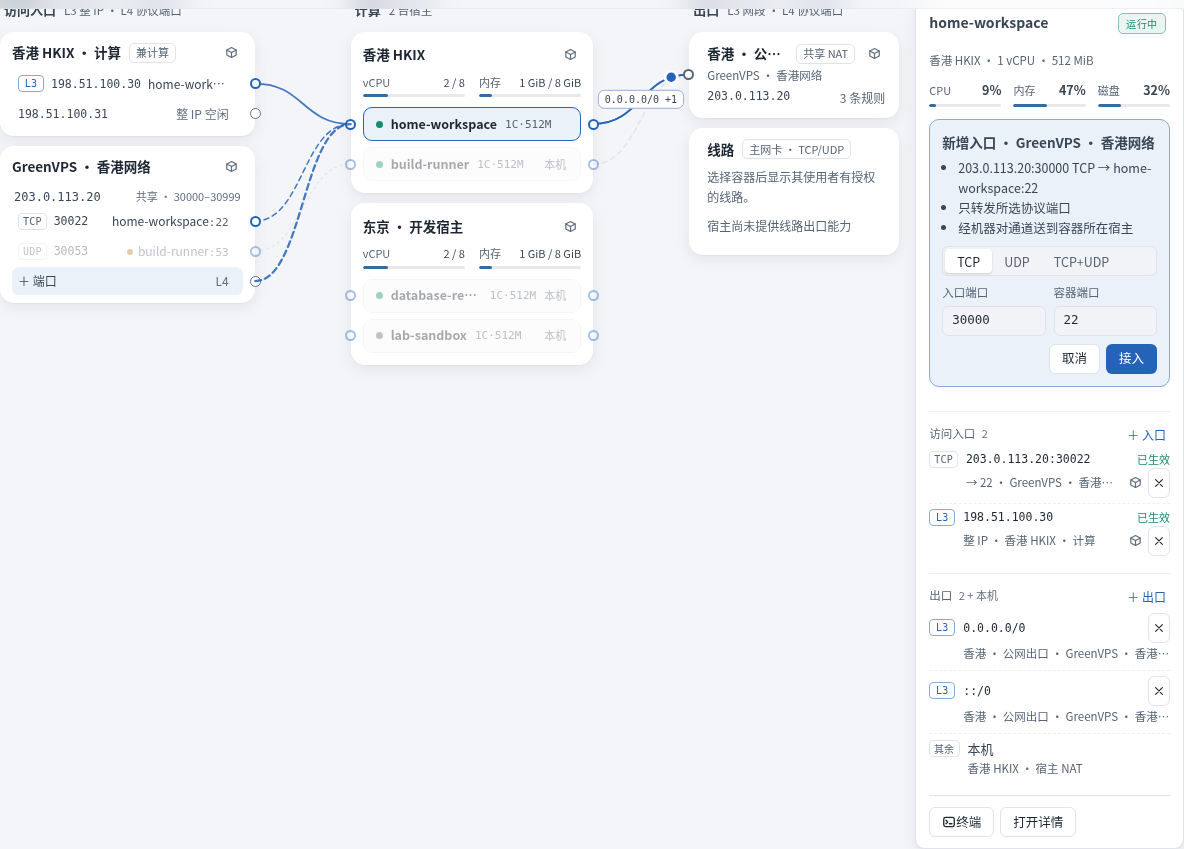 访问入口 L3 整 IP · L4 协议端口
香港 HKIX · 计算 兼计算
L3 198.51.100.30 home-work···
198.51.100.31 整 IP 空闲
GreenVPS · 香港网络
203.0.113.20 共享 · 30000–30999
TCP 30022 home-workspace:22
UDP 30053 build-runner:53
+ 端口 L4
计算 2 台宿主
香港 HKIX
vCPU 2 / 8 内存 1 GiB / 8 GiB
home-workspace 1C·512M
build-runner 1C·512M 本机
东京 · 开发宿主
vCPU 2 / 8 内存 1 GiB / 8 GiB
database-re··· 1C·512M 本机
lab-sandbox 1C·512M 本机
0.0.0.0/0 +1
出口 L3 网段 · L4 协议端口
香港 · 公··· 共享 NAT
GreenVPS · 香港网络
203.0.113.20 3 条规则
线路 主网卡 · TCP/UDP
选择容器后显示其使用者有授权
的线路。
宿主尚未提供线路出口能力
home-workspace 运行中
香港 HKIX · 1 vCPU · 512 MiB
CPU 9% 内存 47% 磁盘 32%
新增入口 · GreenVPS · 香港网络
• 203.0.113.20:30000 TCP → home-
workspace:22
• 只转发所选协议端口
• 经机器对通道送到容器所在宿主
TCP UDP TCP+UDP
入口端口 容器端口
30000 22
取消 接入
访问入口 2 + 入口
TCP 203.0.113.20:30022 已生效
→ 22 · GreenVPS · 香港···
L3 198.51.100.30 已生效
整 IP · 香港 HKIX · 计算
出口 2 + 本机 + 出口
L3 0.0.0.0/0
香港 · 公网出口 · GreenVPS · 香港···
L3 ::/0
香港 · 公网出口 · GreenVPS · 香港···
其余 本机
香港 HKIX · 宿主 NAT
终端 打开详情